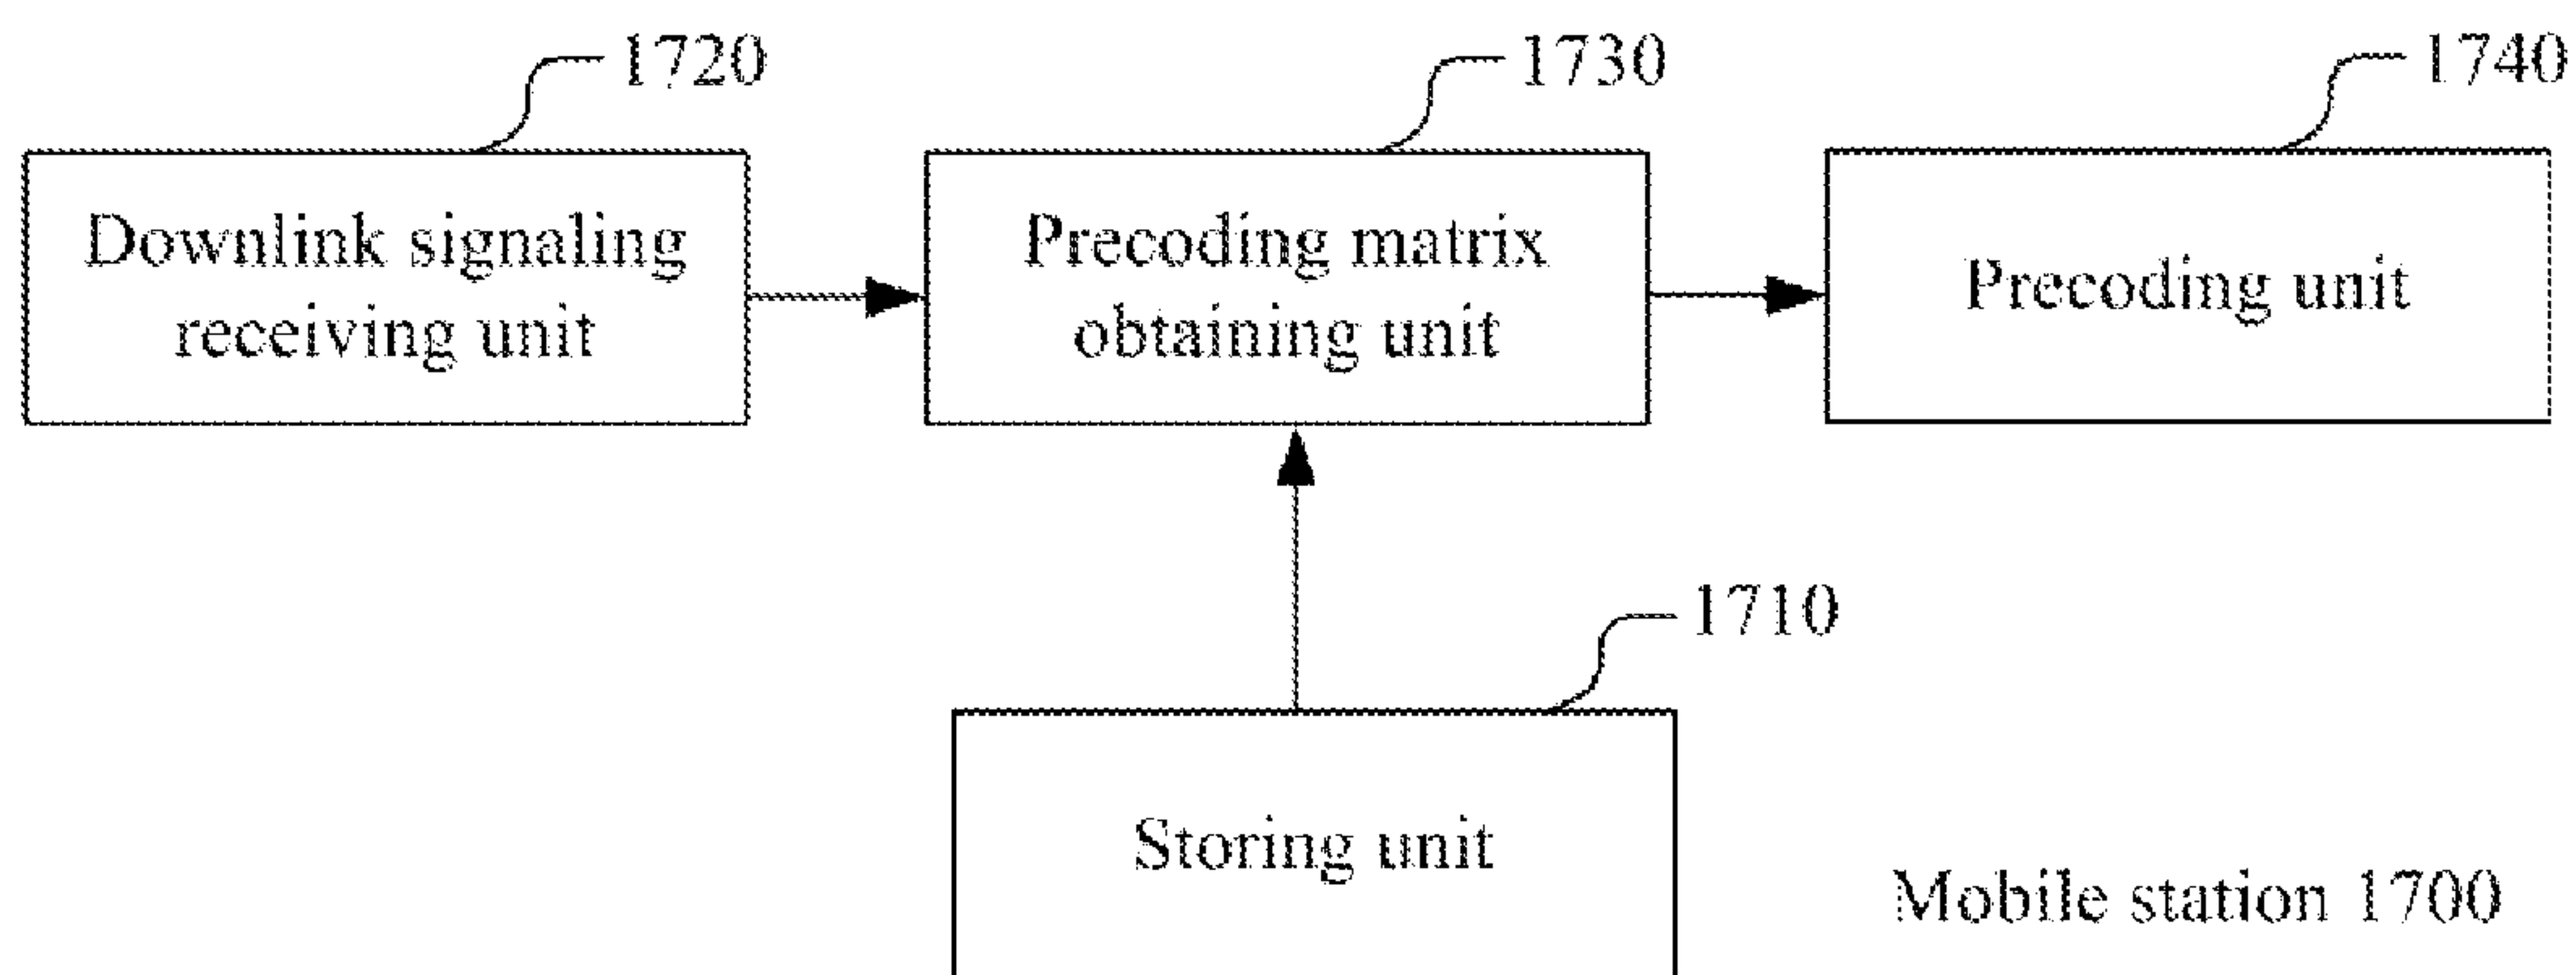 1720
1730
1740
Downlink signaling
receiving unit
Precoding matrix
obtaining unit
Precoding unit
1710
Storing unit
Mobile station 1700